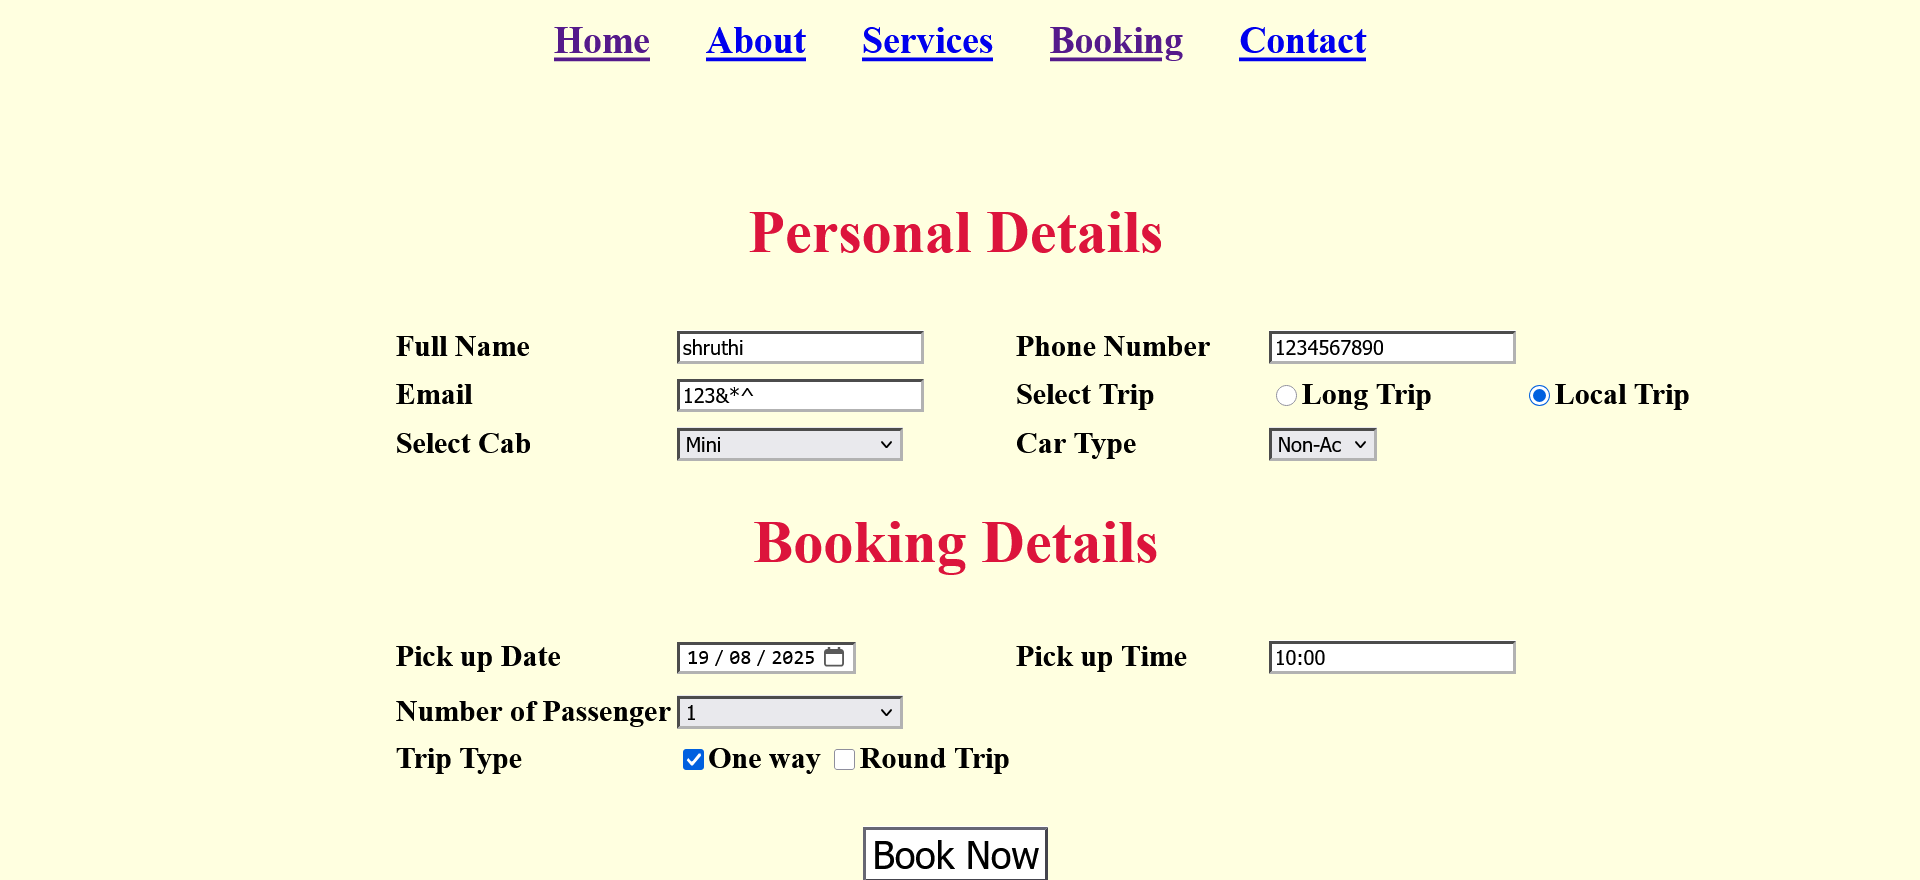 Home About Services Booking Contact
Personal Details
Full Name shruthi Phone Number 1234567890
Email 123&*^ Select Trip Long Trip Local Trip
Select Cab Mini Car Type Non-Ac
Booking Details
Pick up Date 19 / 08 / 2025 Pick up Time 10:00
Number of Passenger 1
Trip Type One way Round Trip
Book Now